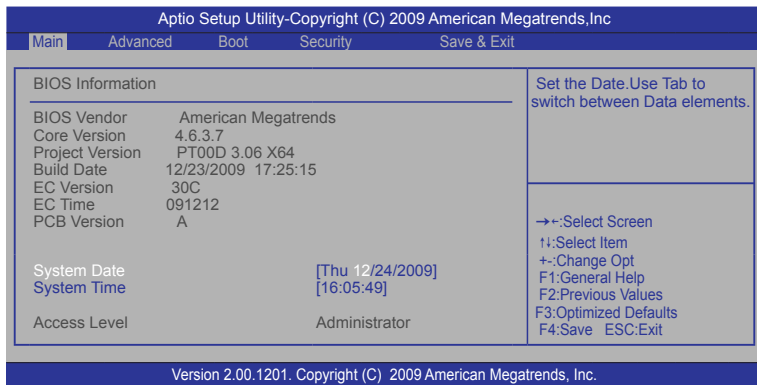 Aptio Setup Utility-Copyright (C) 2009 American Megatrends,Inc
Main Advanced Boot Security Save & Exit
BIOS Information
BIOS Vendor American Megatrends
Core Version 4.6.3.7
Project Version PT00D 3.06 X64
Build Date 12/23/2009 17:25:15
EC Version 30C
EC Time 091212
PCB Version A
System Date [Thu 12/24/2009]
System Time [16:05:49]
Access Level Administrator
Set the Date.Use Tab to
switch between Data elements.
→←:Select Screen
↑↓:Select Item
+-:Change Opt
F1:General Help
F2:Previous Values
F3:Optimized Defaults
F4:Save ESC:Exit
Version 2.00.1201. Copyright (C) 2009 American Megatrends, Inc.